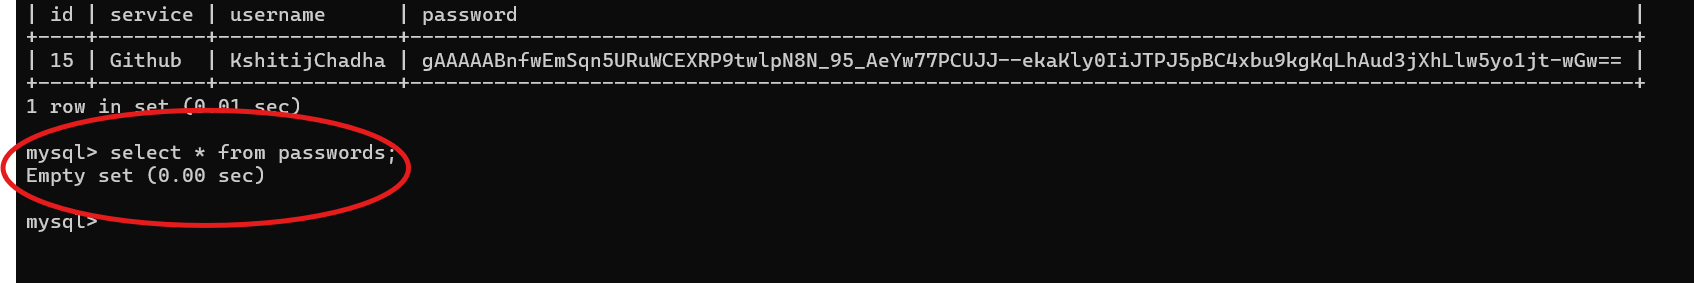 | id | service | username      | password                                                                                             |
+----+---------+---------------+------------------------------------------------------------------------------------------------------+
| 15 | Github  | KshitijChadha | gAAAAABnfwEmSqn5URuWCEXRP9twlpN8N_95_AeYw77PCUJJ--ekaKly0IiJTPJ5pBC4xbu9kgKqLhAud3jXhLlw5yo1jt-wGw== |
+----+---------+---------------+------------------------------------------------------------------------------------------------------+
1 row in set (0.01 sec)
mysql> select * from passwords;
Empty set (0.00 sec)
mysql>